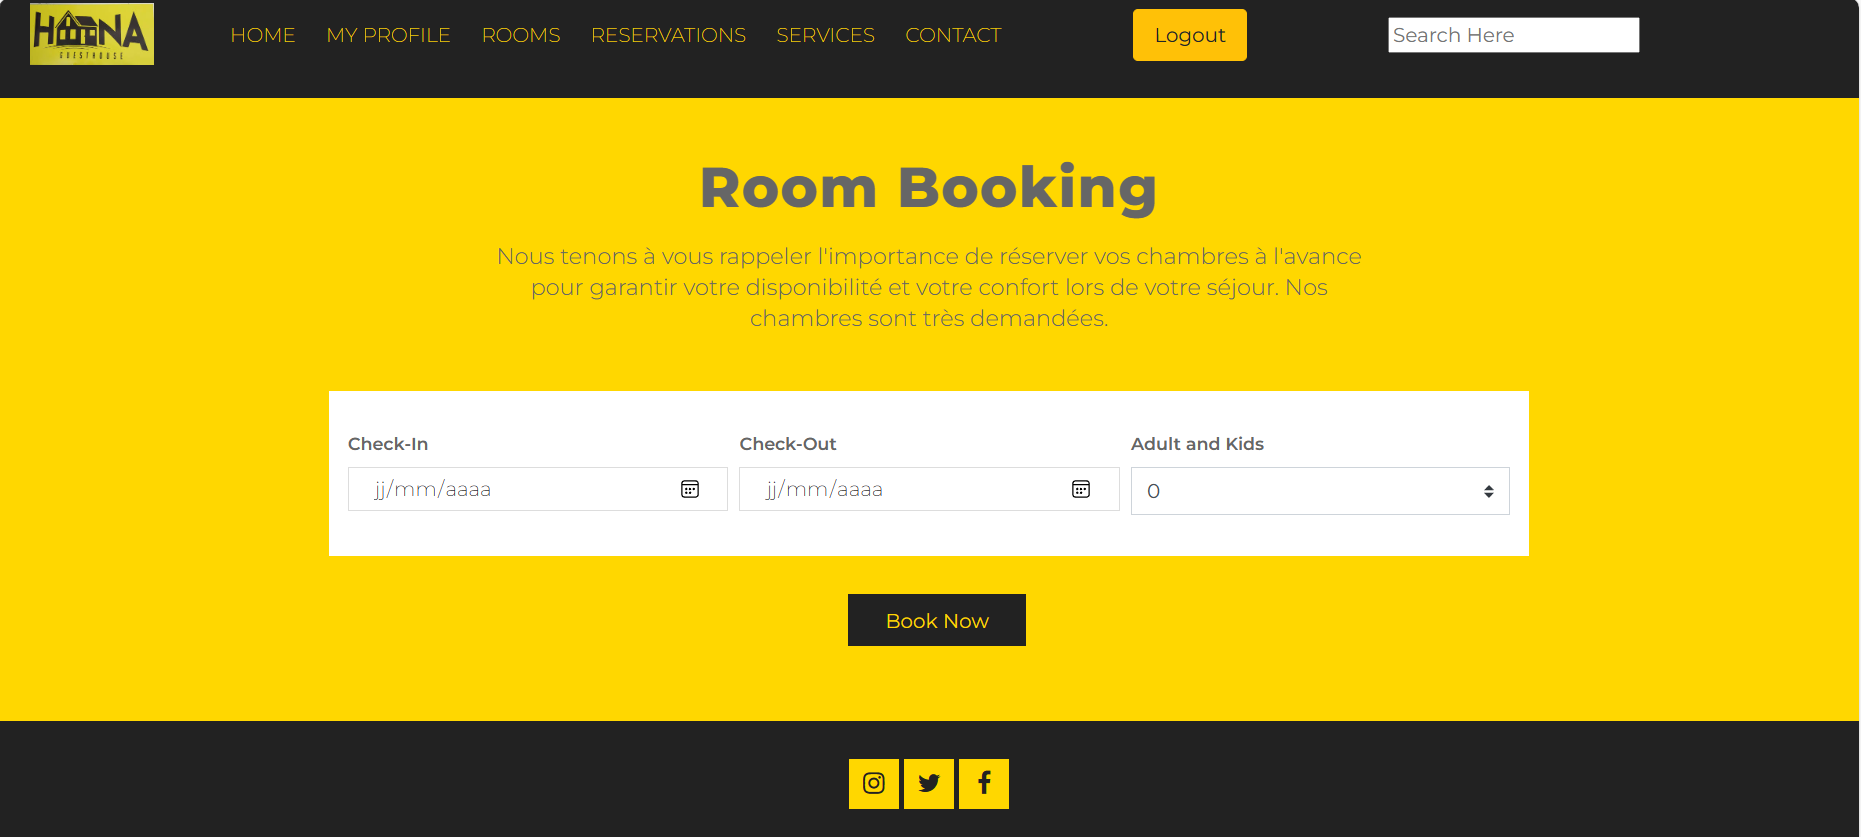 HOONA
GUESTHOUSE
HOME MY PROFILE ROOMS RESERVATIONS SERVICES CONTACT Logout Search Here
Room Booking
Nous tenons à vous rappeler l'importance de réserver vos chambres à l'avance
pour garantir votre disponibilité et votre confort lors de votre séjour. Nos
chambres sont très demandées.
Check-In Check-Out Adult and Kids
jj/mm/aaaa jj/mm/aaaa 0
Book Now